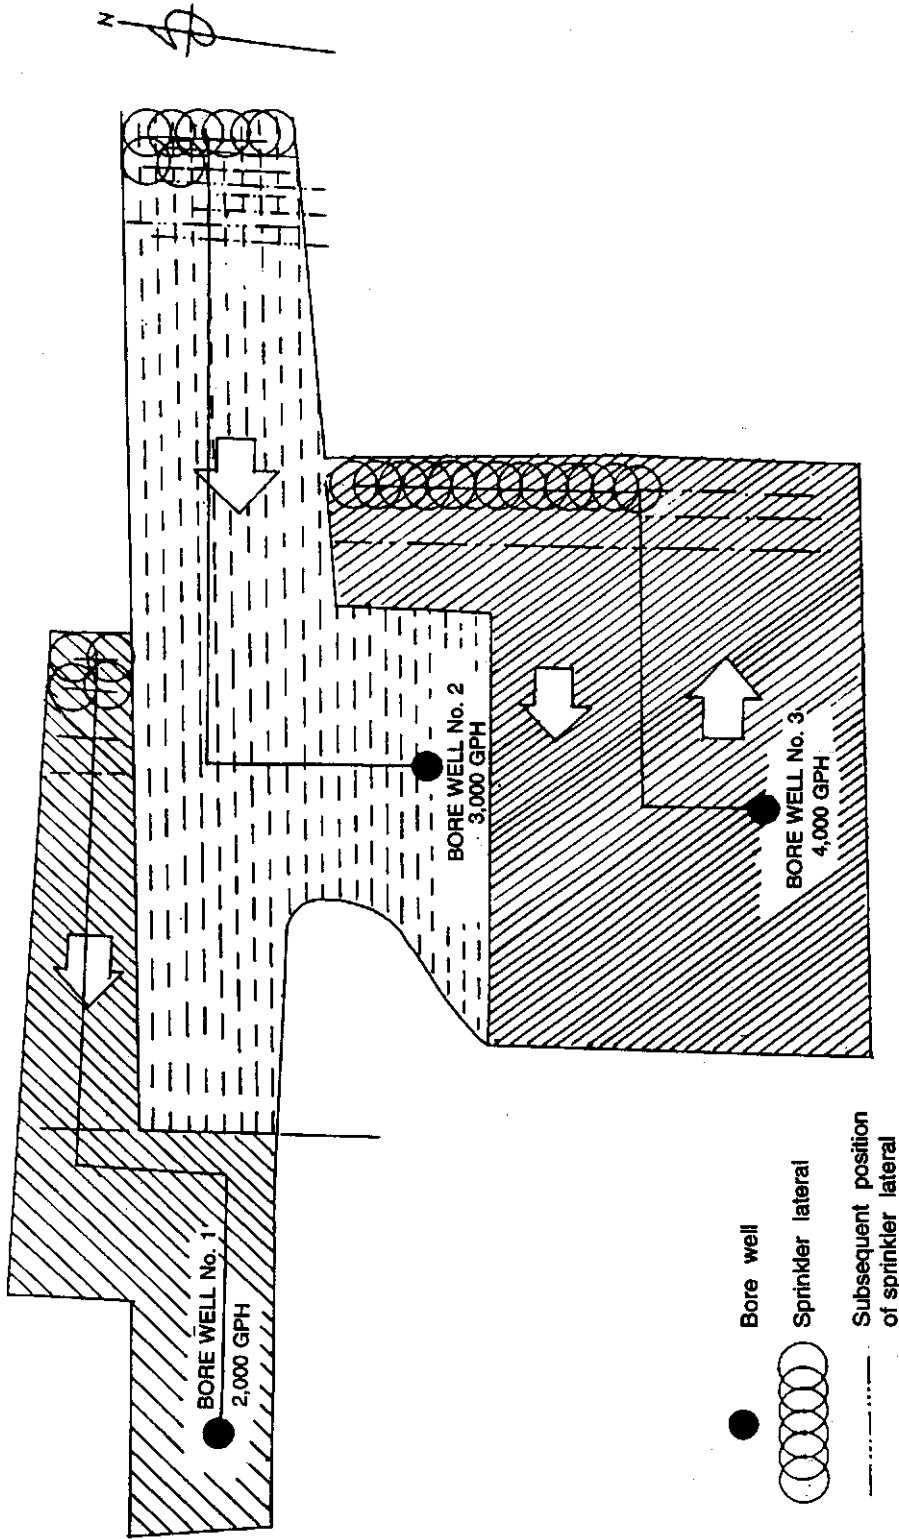 N
BORE WELL No. 1
2,000 GPH
BORE WELL No. 2
3,000 GPH
BORE WELL No. 3
4,000 GPH
Bore well
Sprinkler lateral
Subsequent position
of sprinkler lateral